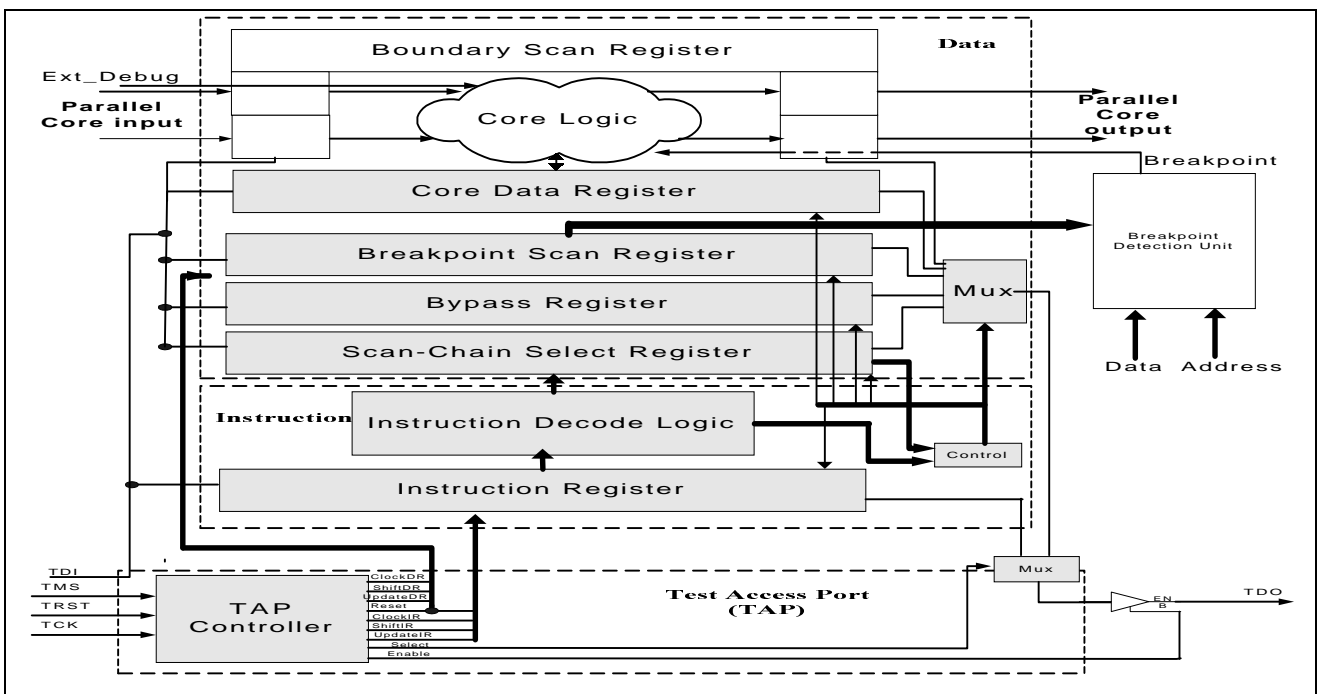 Boundary Scan Register
Data
Ext_Debug
Parallel
Core input
Core Logic
Parallel
Core
output
Breakpoint
Core Data Register
Breakpoint Scan Register
Breakpoint
Detection Unit
Bypass Register
Mux
Scan-Chain Select Register
Data Address
Instruction
Instruction Decode Logic
Control
Instruction Register
TDI
TMS
TRST
TCK
TAP
Controller
ClockDR
ShiftDR
UpdateDR
Reset
ClockIR
ShiftIR
UpdateIR
Select
Enable
Test Access Port
(TAP)
Mux
EN
B
TDO